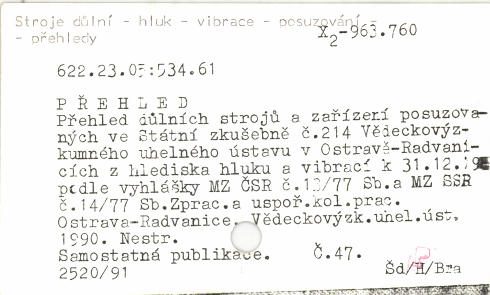 Stroje důlní - hluk - vibrace - posuzování
- přehledy
X2-963.760
622.23.05:534.61
PŘEHLED
Přehled důlních strojů a zařízení posuzova-
ných ve Státní zkušebně č.214 Vědeckovýz-
kumného uhelného ústavu v Ostravě-Radvani-
cích z hlediska hluku a vibrací k 31.12.
podle vyhlášky MZ ČSR č.13/77 Sb.a MZ SSR
č.14/77 Sb.Zprac.a uspoř.kol.prac.
Ostrava-Radvanice, Vědeckovýzk.uhel.úst.
1990. Nestr.
Samostatná publikace. Č.47.
2520/91 Šd/H/Bra